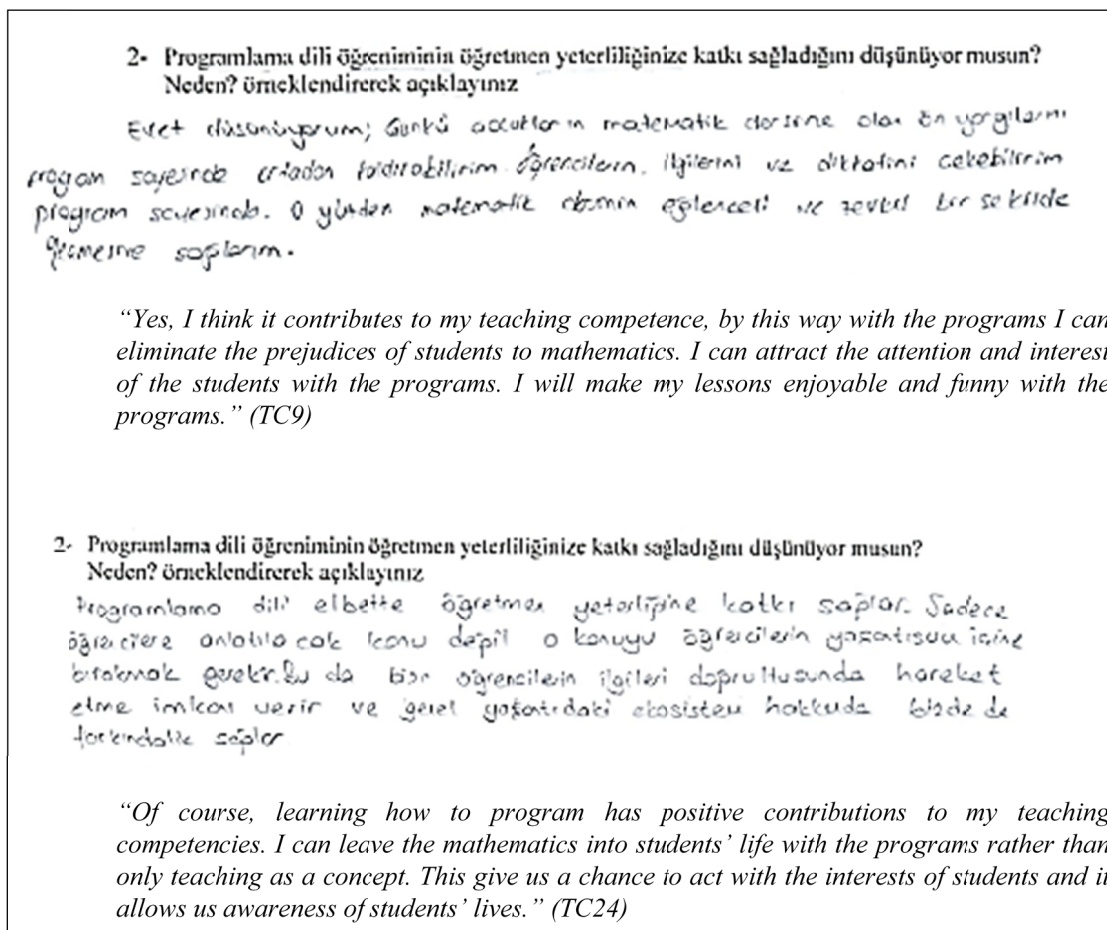 2- Programlama dili öğreniminin öğretmen yeterliliğinize katkı sağladığını düşünüyor musun?
Neden? örneklendirerek açıklayınız
Evet düşünüyorum; Çünkü çocukların matematik dersine olan ön yargılarını
program sayesinde ortadan kaldırabilirim. öğrencilerin. ilgilerini ve dikkatini çekebilirim
program sayesinde. O yüzden matematik dersinin eğlenceli ve zevkli bir şekilde
geçmesine sağlarım.
“Yes, I think it contributes to my teaching competence, by this way with the programs I can
eliminate the prejudices of students to mathematics. I can attract the attention and interest
of the students with the programs. I will make my lessons enjoyable and funny with the
programs.” (TC9)
2- Programlama dili öğreniminin öğretmen yeterliliğinize katkı sağladığını düşünüyor musun?
Neden? örneklendirerek açıklayınız
Programlama dili elbette öğretmen yeterliğine katkı sağlar. Sadece
öğrencilere anlatılacak konu değil o konuyu öğrencilerin yaşantısının içine
bırakmak gerekir. Bu da bize öğrencilerin ilgileri doğrultusunda hareket
etme imkanı verir ve genel yaşantıdaki ekosistem hakkında bizde de
farkındalık sağlar
“Of course, learning how to program has positive contributions to my teaching
competencies. I can leave the mathematics into students’ life with the programs rather than
only teaching as a concept. This give us a chance to act with the interests of students and it
allows us awareness of students’ lives.” (TC24)